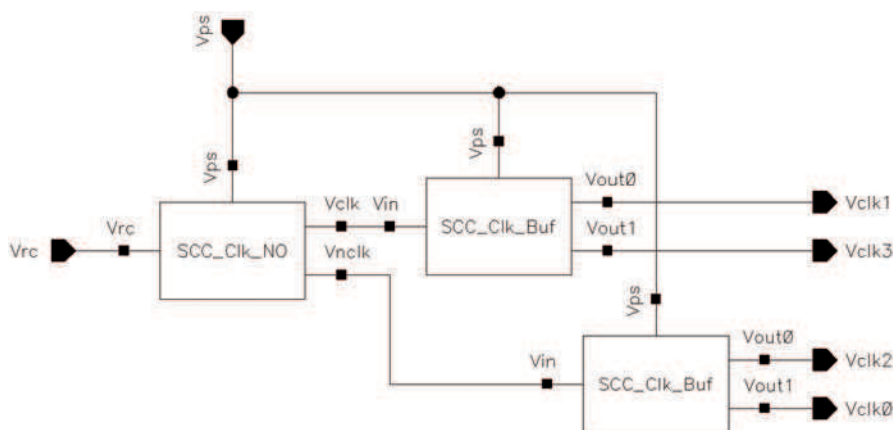 Vps
Vps
Vps
Vout0
Vclk1
Vclk
Vin
SCC_Clk_Buf
Vrc
Vrc
SCC_Clk_NO
Vnclk
Vout1
Vclk3
Vps
Vout0
Vclk2
Vin
SCC_Clk_Buf
Vout1
Vclk0